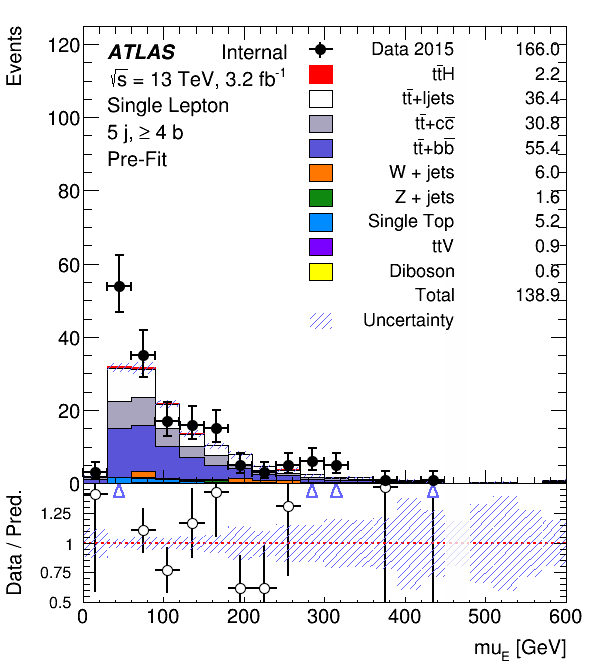 Events
120
100
80
60
40
20
0
ATLAS Internal
√s = 13 TeV, 3.2 fb⁻¹
Single Lepton
5 j, ≥ 4 b
Pre-Fit
Data 2015 166.0
tt̄H 2.2
tt̄+ljets 36.4
tt̄+cc̄ 30.8
tt̄+bb̄ 55.4
W + jets 6.0
Z + jets 1.6
Single Top 5.2
ttV 0.9
Diboson 0.6
Total 138.9
Uncertainty
Data / Pred.
1.25
1
0.75
0.5
0 100 200 300 400 500 600
mu_E [GeV]